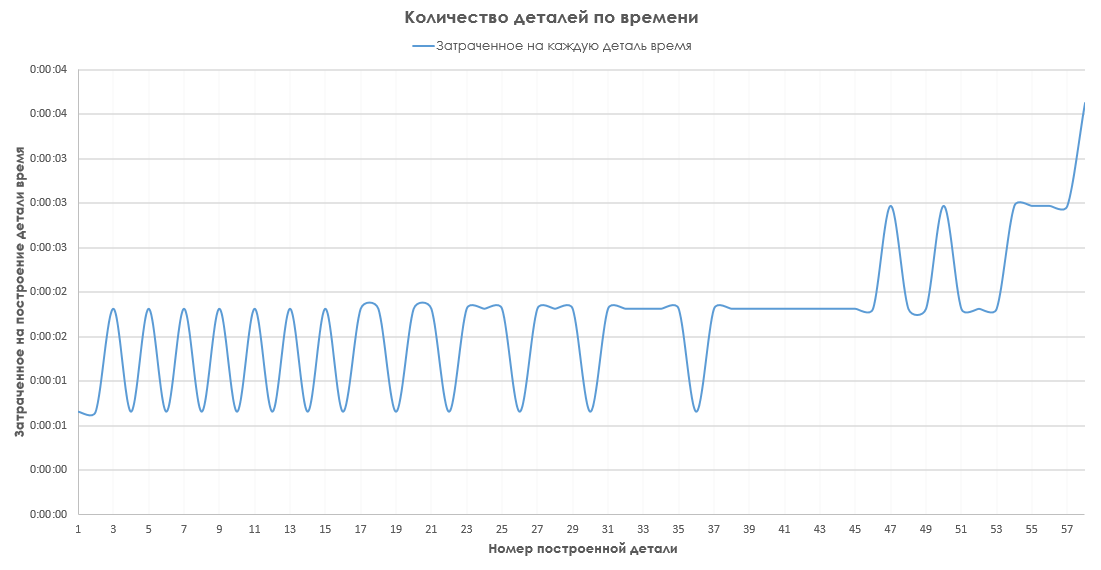 Количество деталей по времени
Затраченное на каждую деталь время
0:00:04
0:00:04
0:00:03
0:00:03
0:00:03
0:00:02
0:00:02
0:00:01
0:00:01
0:00:00
0:00:00
Затраченное на построение детали время
1 3 5 7 9 11 13 15 17 19 21 23 25 27 29 31 33 35 37 39 41 43 45 47 49 51 53 55 57
Номер построенной детали